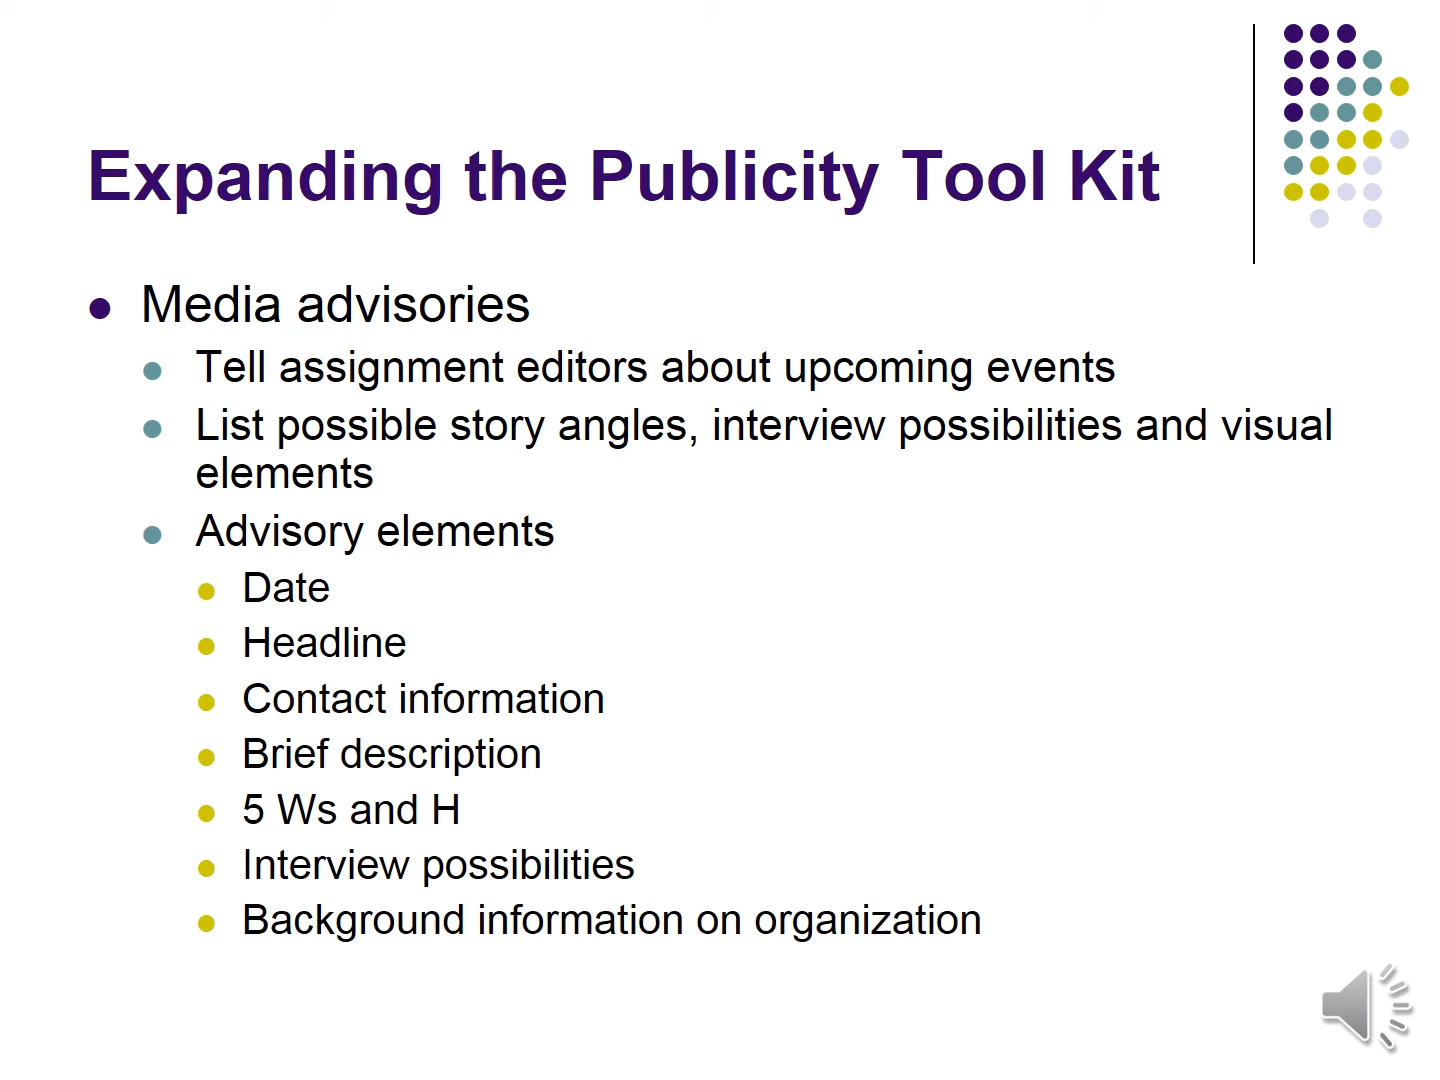 Expanding the Publicity Tool Kit
Media advisories
Tell assignment editors about upcoming events
List possible story angles, interview possibilities and visual
elements
Advisory elements
Date
Headline
Contact information
Brief description
5 Ws and H
Interview possibilities
Background information on organization